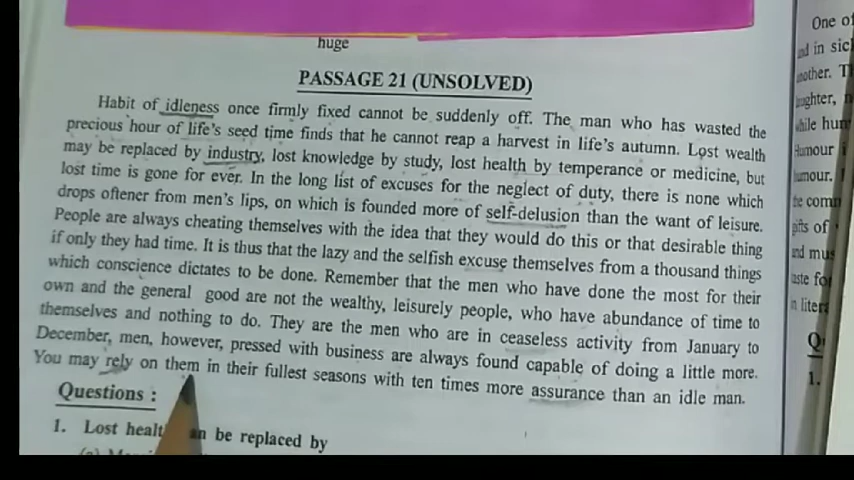 huge
PASSAGE 21 (UNSOLVED)
Habit of idleness once firmly fixed cannot be suddenly off. The man who has wasted the
precious hour of life's seed time finds that he cannot reap a harvest in life's autumn. Lost wealth
may be replaced by industry, lost knowledge by study, lost health by temperance or medicine, but
lost time is gone for ever. In the long list of excuses for the neglect of duty, there is none which
drops oftener from men's lips, on which is founded more of self-delusion than the want of leisure.
People are always cheating themselves with the idea that they would do this or that desirable thing
if only they had time. It is thus that the lazy and the selfish excuse themselves from a thousand things
which conscience dictates to be done. Remember that the men who have done the most for their
own and the general good are not the wealthy, leisurely people, who have abundance of time to
themselves and nothing to do. They are the men who are in ceaseless activity from January to
December, men, however, pressed with business are always found capable of doing a little more.
You may rely on them in their fullest seasons with ten times more assurance than an idle man.
Questions :
1. Lost healt an be replaced by
One of
in sic
another. T
while hum
Humour
humour.
gifts of
and mus
taste fo
in liter
Q
1.